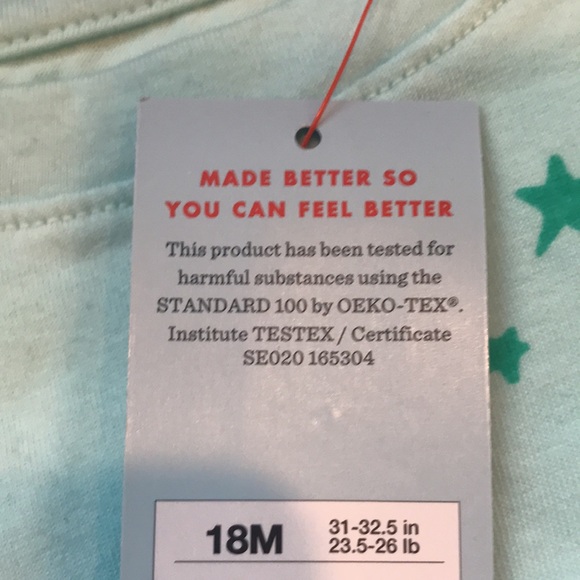 MADE BETTER SO
YOU CAN FEEL BETTER
This product has been tested for
harmful substances using the
STANDARD 100 by OEKO-TEX®.
Institute TESTEX / Certificate
SE020 165304
18M
31-32.5 in
23.5-26 lb